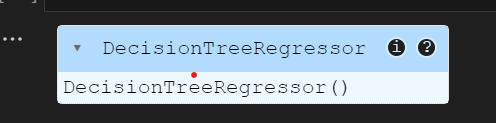 ...
▼ DecisionTreeRegressor i ?
DecisionTreeRegressor()